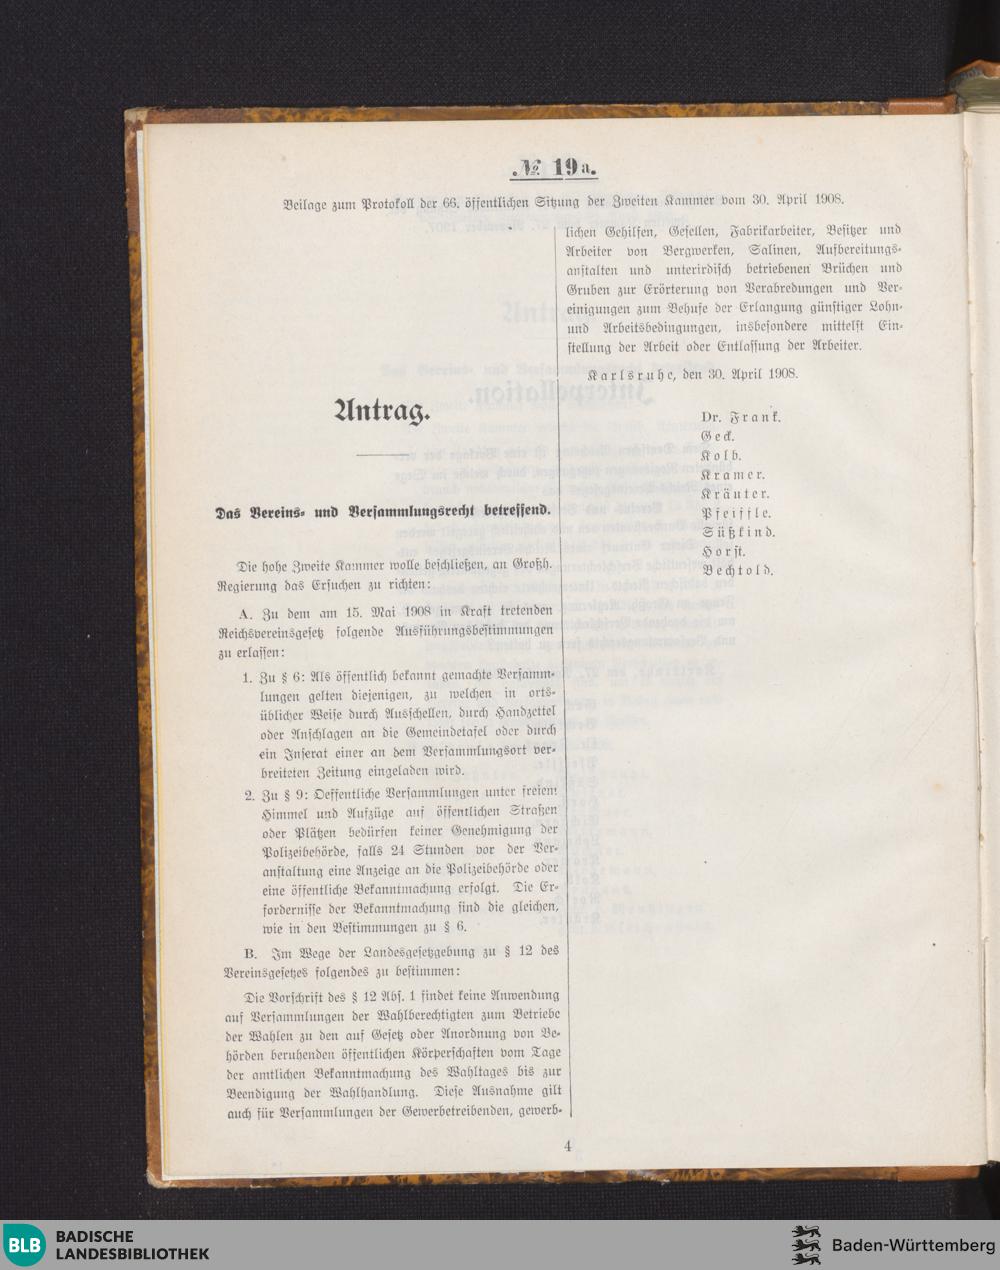 № 19a.
Beilage zum Protokoll der 66. öffentlichen Sitzung der Zweiten Kammer vom 30. April 1908.
Antrag.
Das Vereins- und Versammlungsrecht betreffend.
Die hohe Zweite Kammer wolle beschließen, an Großh.
Regierung das Ersuchen zu richten:
A. Zu dem am 15. Mai 1908 in Kraft tretenden
Reichsvereinsgesetz folgende Ausführungsbestimmungen
zu erlassen:
1. Zu § 6: Als öffentlich bekannt gemachte Versamm-
lungen gelten diejenigen, zu welchen in orts-
üblicher Weise durch Ausschellen, durch Handzettel
oder Anschlagen an die Gemeindetafel oder durch
ein Inserat einer an dem Versammlungsort ver-
breiteten Zeitung eingeladen wird.
2. Zu § 9: Oeffentliche Versammlungen unter freiem
Himmel und Aufzüge auf öffentlichen Straßen
oder Plätzen bedürfen keiner Genehmigung der
Polizeibehörde, falls 24 Stunden vor der Ver-
anstaltung eine Anzeige an die Polizeibehörde oder
eine öffentliche Bekanntmachung erfolgt. Die Er-
fordernisse der Bekanntmachung sind die gleichen,
wie in den Bestimmungen zu § 6.
B. Im Wege der Landesgesetzgebung zu § 12 des
Vereinsgesetzes folgendes zu bestimmen:
Die Vorschrift des § 12 Abs. 1 findet keine Anwendung
auf Versammlungen der Wahlberechtigten zum Betriebe
der Wahlen zu den auf Gesetz oder Anordnung von Be-
hörden beruhenden öffentlichen Körperschaften vom Tage
der amtlichen Bekanntmachung des Wahltages bis zur
Beendigung der Wahlhandlung. Diese Ausnahme gilt
auch für Versammlungen der Gewerbetreibenden, gewerb-
lichen Gehilfen, Gesellen, Fabrikarbeiter, Besitzer und
Arbeiter von Bergwerken, Salinen, Aufbereitungs-
anstalten und unterirdisch betriebenen Brüchen und
Gruben zur Erörterung von Verabredungen und Ver-
einigungen zum Behufe der Erlangung günstiger Lohn-
und Arbeitsbedingungen, insbesondere mittelst Ein-
stellung der Arbeit oder Entlassung der Arbeiter.
Karlsruhe, den 30. April 1908.
Dr. Frank.
Geck.
Kolb.
Kramer.
Kräuter.
Pfeiffle.
Süßkind.
Horst.
Bechtold.
4
BLB
BADISCHE
LANDESBIBLIOTHEK
Baden-Württemberg